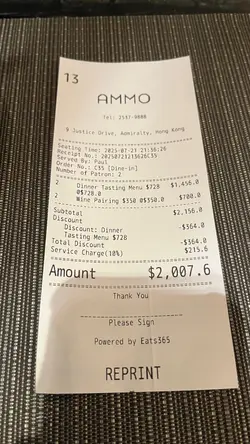 13
AMMO
Tel: 2537-9888
9 Justice Drive, Admiralty, Hong Kong
Seating Time: 2025-07-21 21:56:26
Receipt No.: 20250721215626C35
Served By: Paul
Order No.: C35 [Dine-in]
Number of Patron: 2
2 Dinner Tasting Menu $728 $1,456.0
@$728.0
2 Wine Pairing $350 @$350.0 $700.0
Subtotal $2,156.0
Discount
Discount: Dinner -$364.0
Tasting Menu $728
Total Discount -$364.0
Service Charge(10%) $215.6
Amount $2,007.6
Thank You
Please Sign
Powered by Eats365
REPRINT